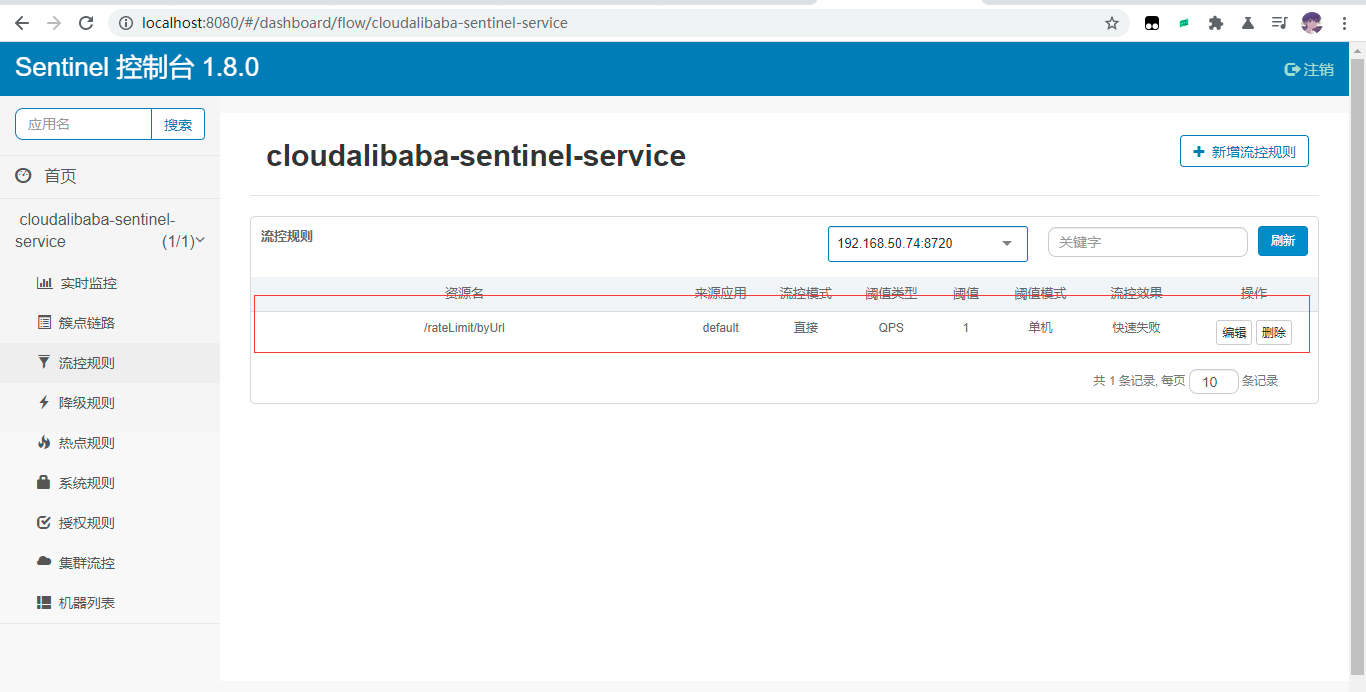 localhost:8080/#/dashboard/flow/cloudalibaba-sentinel-service
Sentinel 控制台 1.8.0
注销
应用名
搜索
首页
cloudalibaba-sentinel-
service (1/1)
实时监控
簇点链路
流控规则
降级规则
热点规则
系统规则
授权规则
集群流控
机器列表
cloudalibaba-sentinel-service
新增流控规则
流控规则
192.168.50.74:8720
关键字
刷新
资源名 来源应用 流控模式 阈值类型 阈值 阈值模式 流控效果 操作
/rateLimit/byUrl default 直接 QPS 1 单机 快速失败 编辑 删除
共 1 条记录, 每页 10 条记录